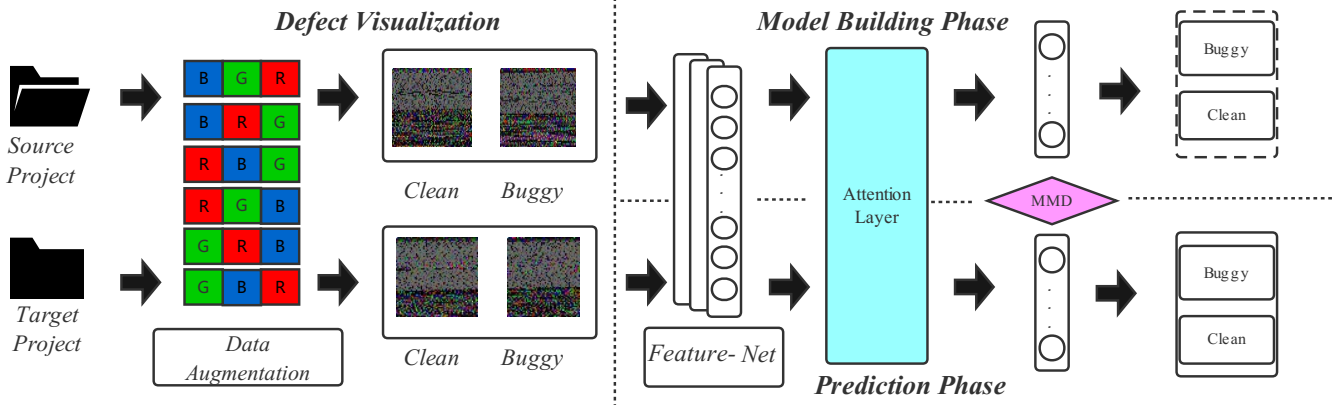 Defect Visualization
Source
Project
B G R
B R G
R B G
R G B
G R B
G B R
Target
Project
Data
Augmentation
Clean Buggy
Clean Buggy
Model Building Phase
Feature- Net
Attention
Layer
MMD
Buggy
Clean
Buggy
Clean
Prediction Phase